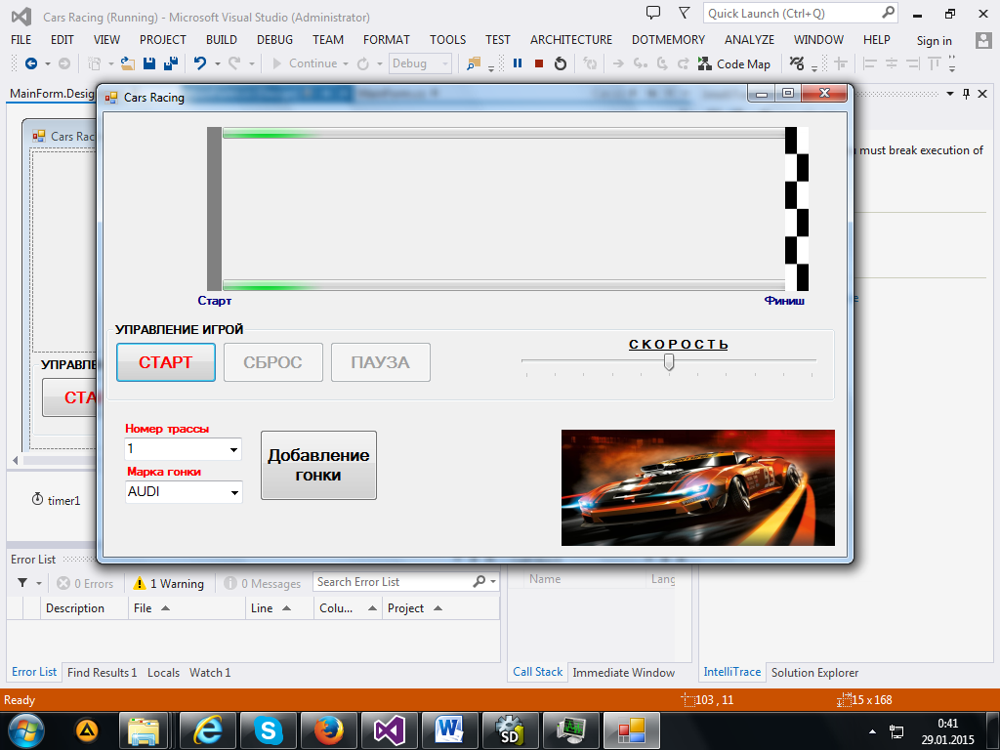 Cars Racing (Running) - Microsoft Visual Studio (Administrator)
Quick Launch (Ctrl+Q)
FILE EDIT VIEW PROJECT BUILD DEBUG TEAM FORMAT TOOLS TEST ARCHITECTURE DOTMEMORY ANALYZE WINDOW HELP Sign in
Continue Debug Code Map
MainForm.Desig
Cars Racing
Cars Rac
must break execution of
Старт Финиш
УПРАВЛЕНИЕ ИГРОЙ
СКОРОСТЬ
СТАРТ СБРОС ПАУЗА
УПРАВЛЕ
СТА
Номер трассы
1
Марка гонки
AUDI
Добавление
гонки
timer1
Error List
0 Errors 1 Warning 0 Messages Search Error List
Name Lang
Description File Line Colu... Project
Error List Find Results 1 Locals Watch 1 Call Stack Immediate Window IntelliTrace Solution Explorer
Ready 103 , 11 15 x 168
SD
0:41
29.01.2015